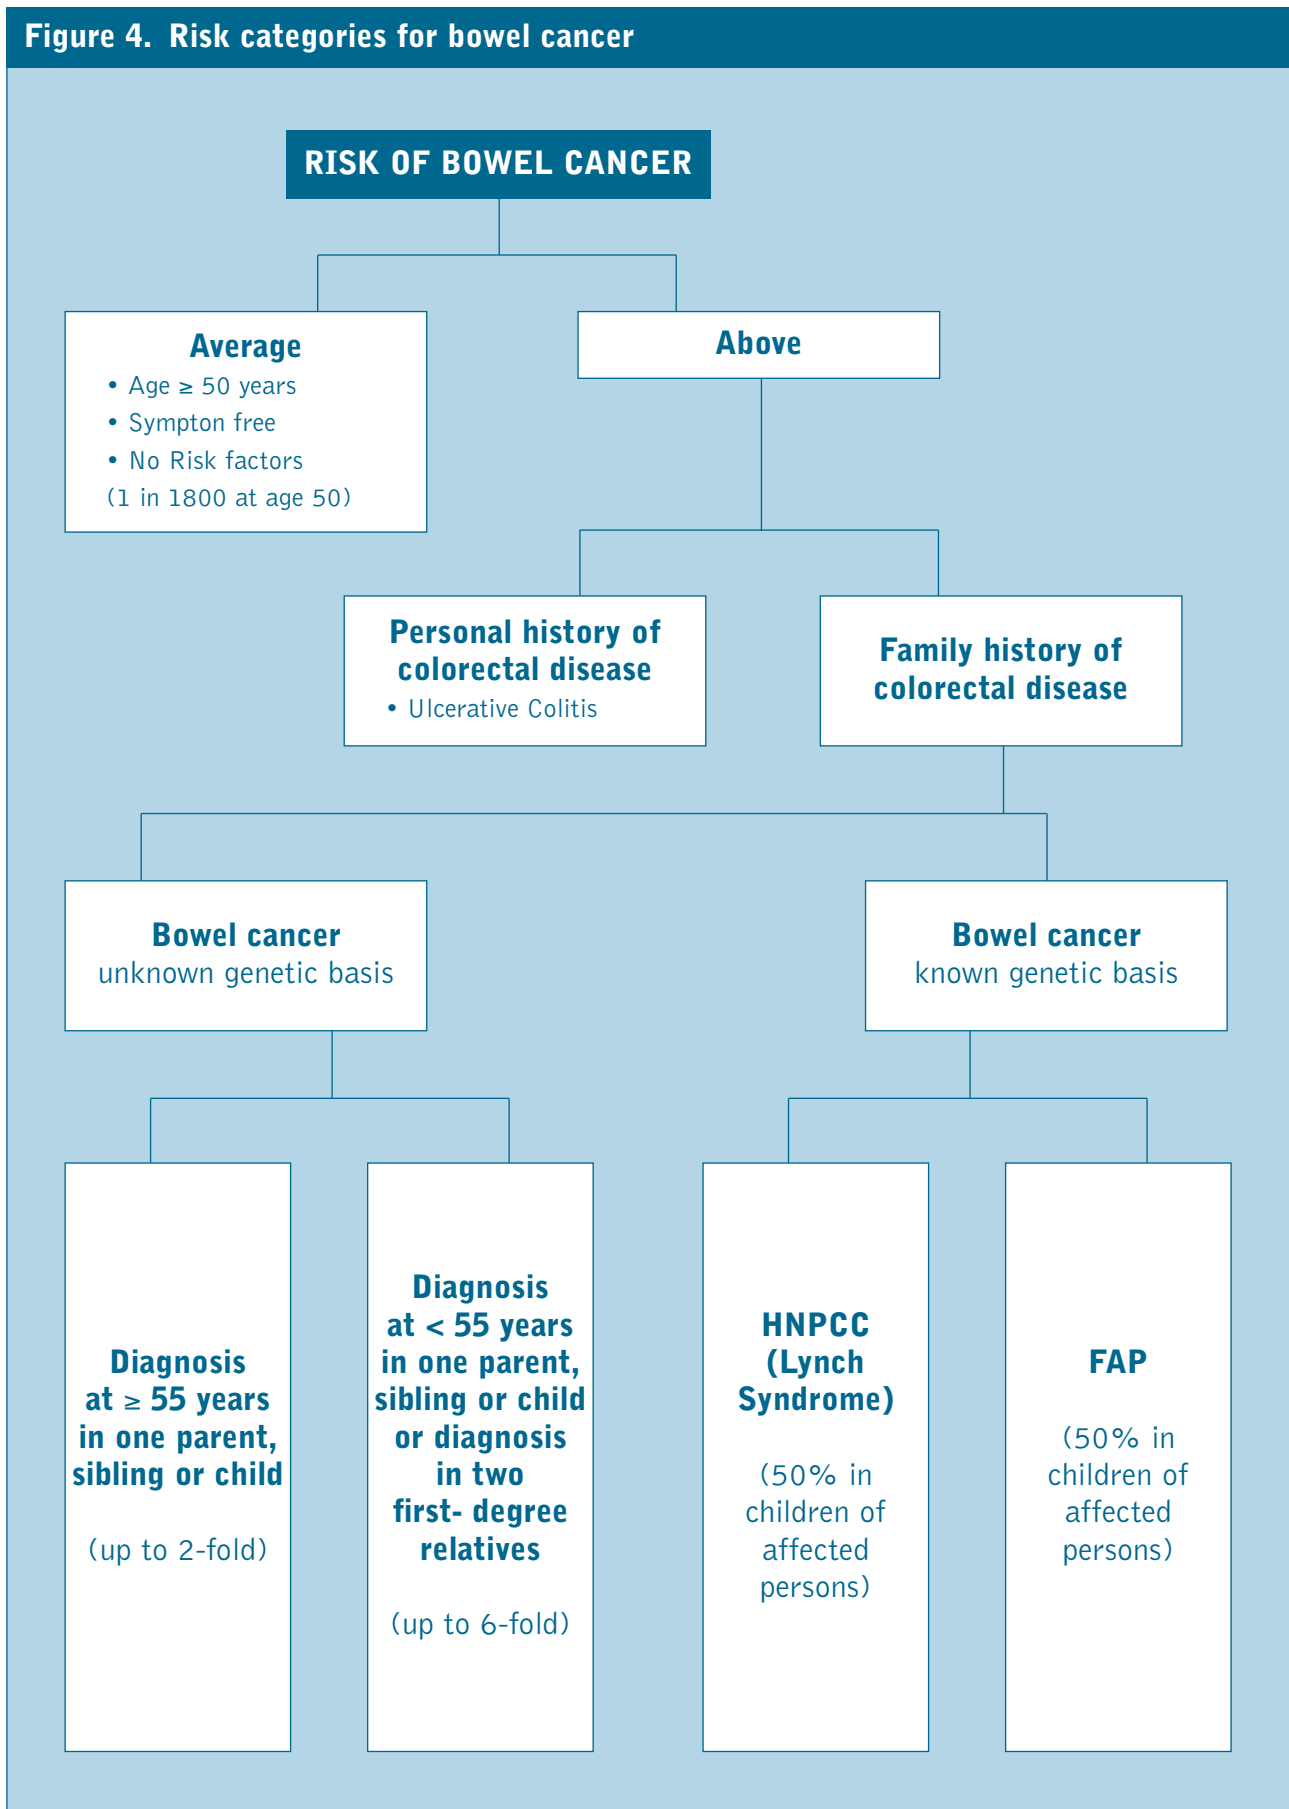 Figure 4. Risk categories for bowel cancer
RISK OF BOWEL CANCER
Average
• Age ≥ 50 years
• Sympton free
• No Risk factors
(1 in 1800 at age 50)
Above
Personal history of
colorectal disease
• Ulcerative Colitis
Family history of
colorectal disease
Bowel cancer
unknown genetic basis
Bowel cancer
known genetic basis
Diagnosis
at ≥ 55 years
in one parent,
sibling or child
(up to 2-fold)
Diagnosis
at < 55 years
in one parent,
sibling or child
or diagnosis
in two
first- degree
relatives
(up to 6-fold)
HNPCC
(Lynch
Syndrome)
(50% in
children of
affected
persons)
FAP
(50% in
children of
affected
persons)